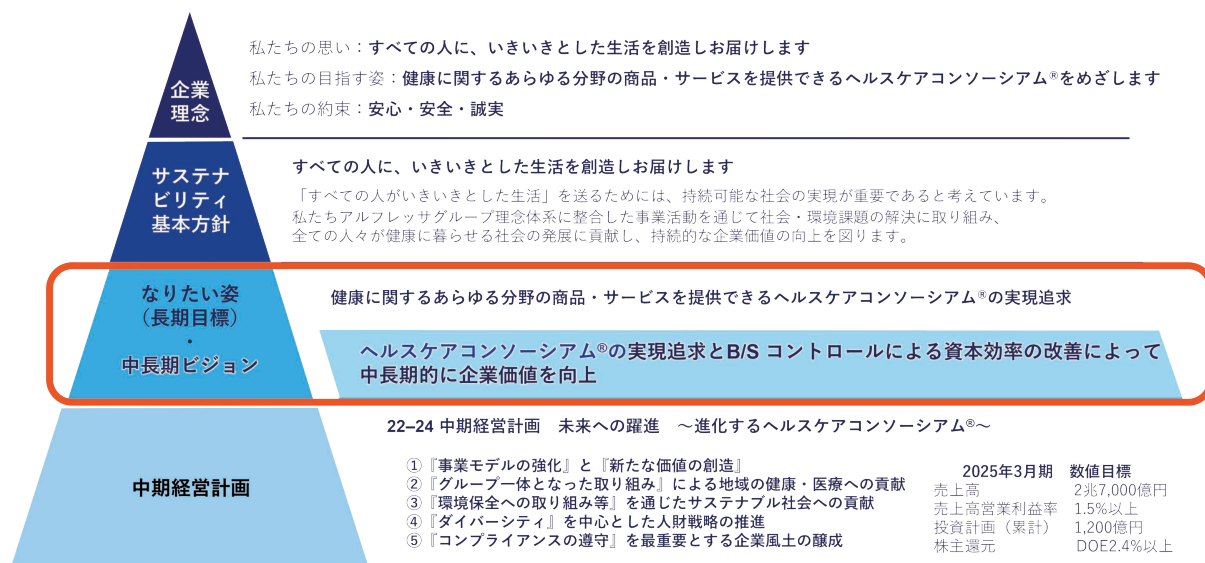 企業
理念
私たちの思い：すべての人に、いきいきとした生活を創造しお届けします
私たちの目指す姿：健康に関するあらゆる分野の商品・サービスを提供できるヘルスケアコンソーシアム®をめざします
私たちの約束：安心・安全・誠実
サステナ
ビリティ
基本方針
すべての人に、いきいきとした生活を創造しお届けします
「すべての人がいきいきとした生活」を送るためには、持続可能な社会の実現が重要であると考えています。
私たちアルフレッサグループ理念体系に整合した事業活動を通じて社会・環境課題の解決に取り組み、
全ての人々が健康に暮らせる社会の発展に貢献し、持続的な企業価値の向上を図ります。
なりたい姿
（長期目標）
・
中長期ビジョン
健康に関するあらゆる分野の商品・サービスを提供できるヘルスケアコンソーシアム®の実現追求
ヘルスケアコンソーシアム®の実現追求とB/S コントロールによる資本効率の改善によって
中長期的に企業価値を向上
中期経営計画
22–24 中期経営計画　未来への躍進　〜進化するヘルスケアコンソーシアム®〜
①『事業モデルの強化』と『新たな価値の創造』
②『グループ一体となった取り組み』による地域の健康・医療への貢献
③『環境保全への取り組み等』を通じたサステナブル社会への貢献
④『ダイバーシティ』を中心とした人財戦略の推進
⑤『コンプライアンスの遵守』を最重要とする企業風土の醸成
2025年3月期　数値目標
売上高　2兆7,000億円
売上高営業利益率　1.5%以上
投資計画（累計）　1,200億円
株主還元　DOE2.4%以上